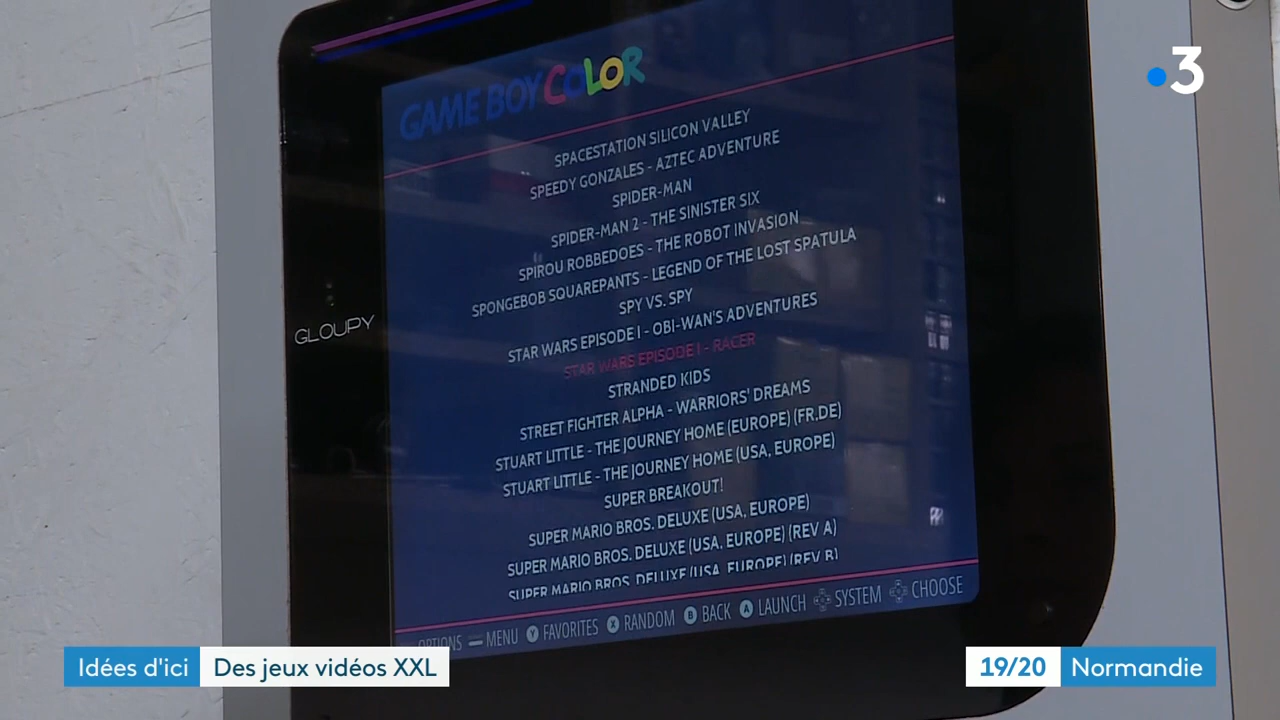 3
GAME BOY COLOR
SPACESTATION SILICON VALLEY
SPEEDY GONZALES - AZTEC ADVENTURE
SPIDER-MAN
SPIDER-MAN 2 - THE SINISTER SIX
SPIROU ROBBEDOES - THE ROBOT INVASION
SPONGEBOB SQUAREPANTS - LEGEND OF THE LOST SPATULA
SPY VS. SPY
STAR WARS EPISODE I - OBI-WAN'S ADVENTURES
STAR WARS EPISODE I - RACER
STRANDED KIDS
STREET FIGHTER ALPHA - WARRIORS' DREAMS
STUART LITTLE - THE JOURNEY HOME (EUROPE) (FR,DE)
STUART LITTLE - THE JOURNEY HOME (USA, EUROPE)
SUPER BREAKOUT!
SUPER MARIO BROS. DELUXE (USA, EUROPE)
SUPER MARIO BROS. DELUXE (USA, EUROPE) (REV A)
SUPER MARIO BROS. DELUXE (USA, EUROPE) (REV B)
OPTIONS MENU Y FAVORITES X RANDOM B BACK A LAUNCH SYSTEM CHOOSE
GLOUPY
Idées d'ici Des jeux vidéos XXL
19/20 Normandie